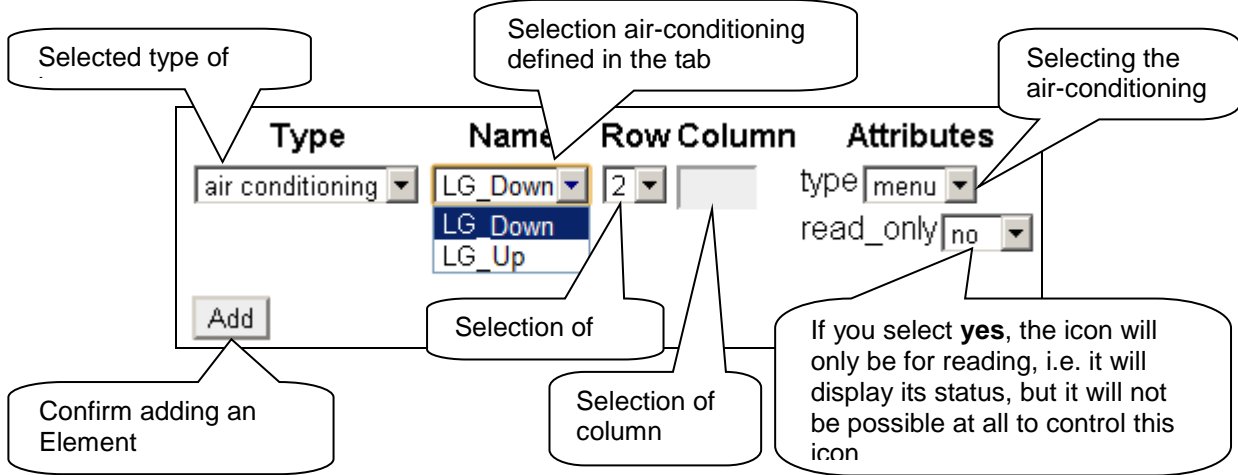 Selected type of
Selection air-conditioning
defined in the tab
Selecting the
air-conditioning
Type Name Row Column Attributes
air conditioning LG_Down 2 type menu
LG_Down read_only no
LG_Up
Add
Selection of
If you select yes, the icon will
only be for reading, i.e. it will
display its status, but it will not
be possible at all to control this
icon
Selection of
column
Confirm adding an
Element